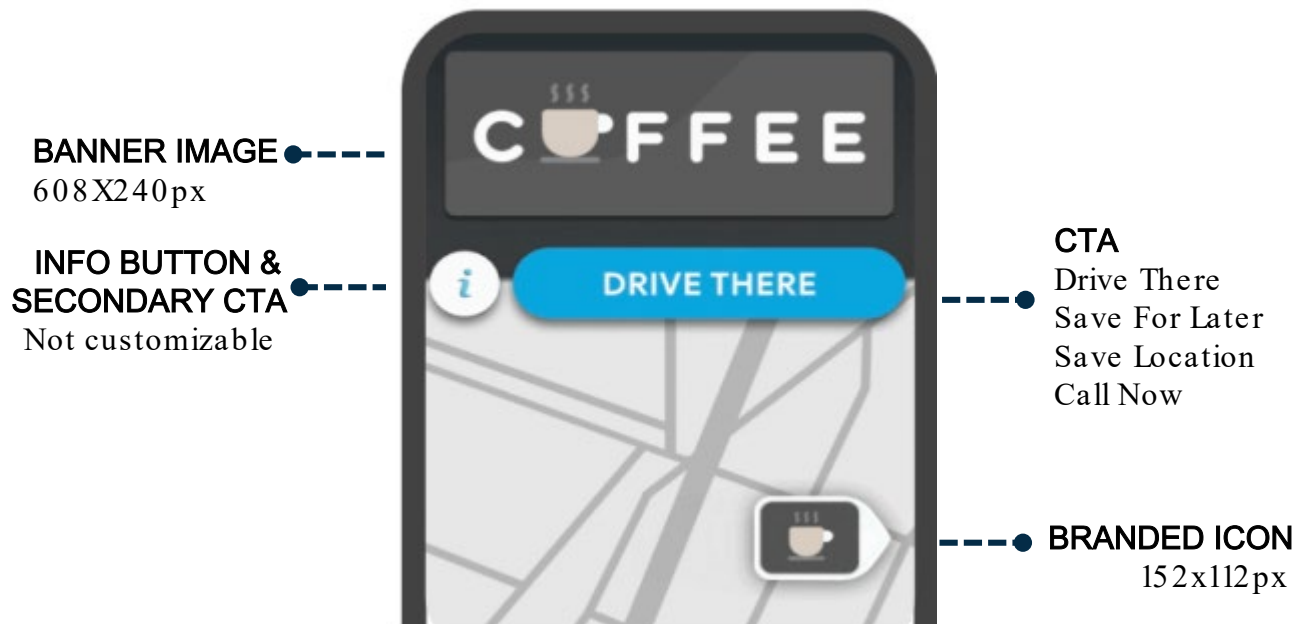 C FFEE
BANNER IMAGE
608X240px
INFO BUTTON &
SECONDARY CTA
Not customizable
i
DRIVE THERE
CTA
Drive There
Save For Later
Save Location
Call Now
BRANDED ICON
152x112px